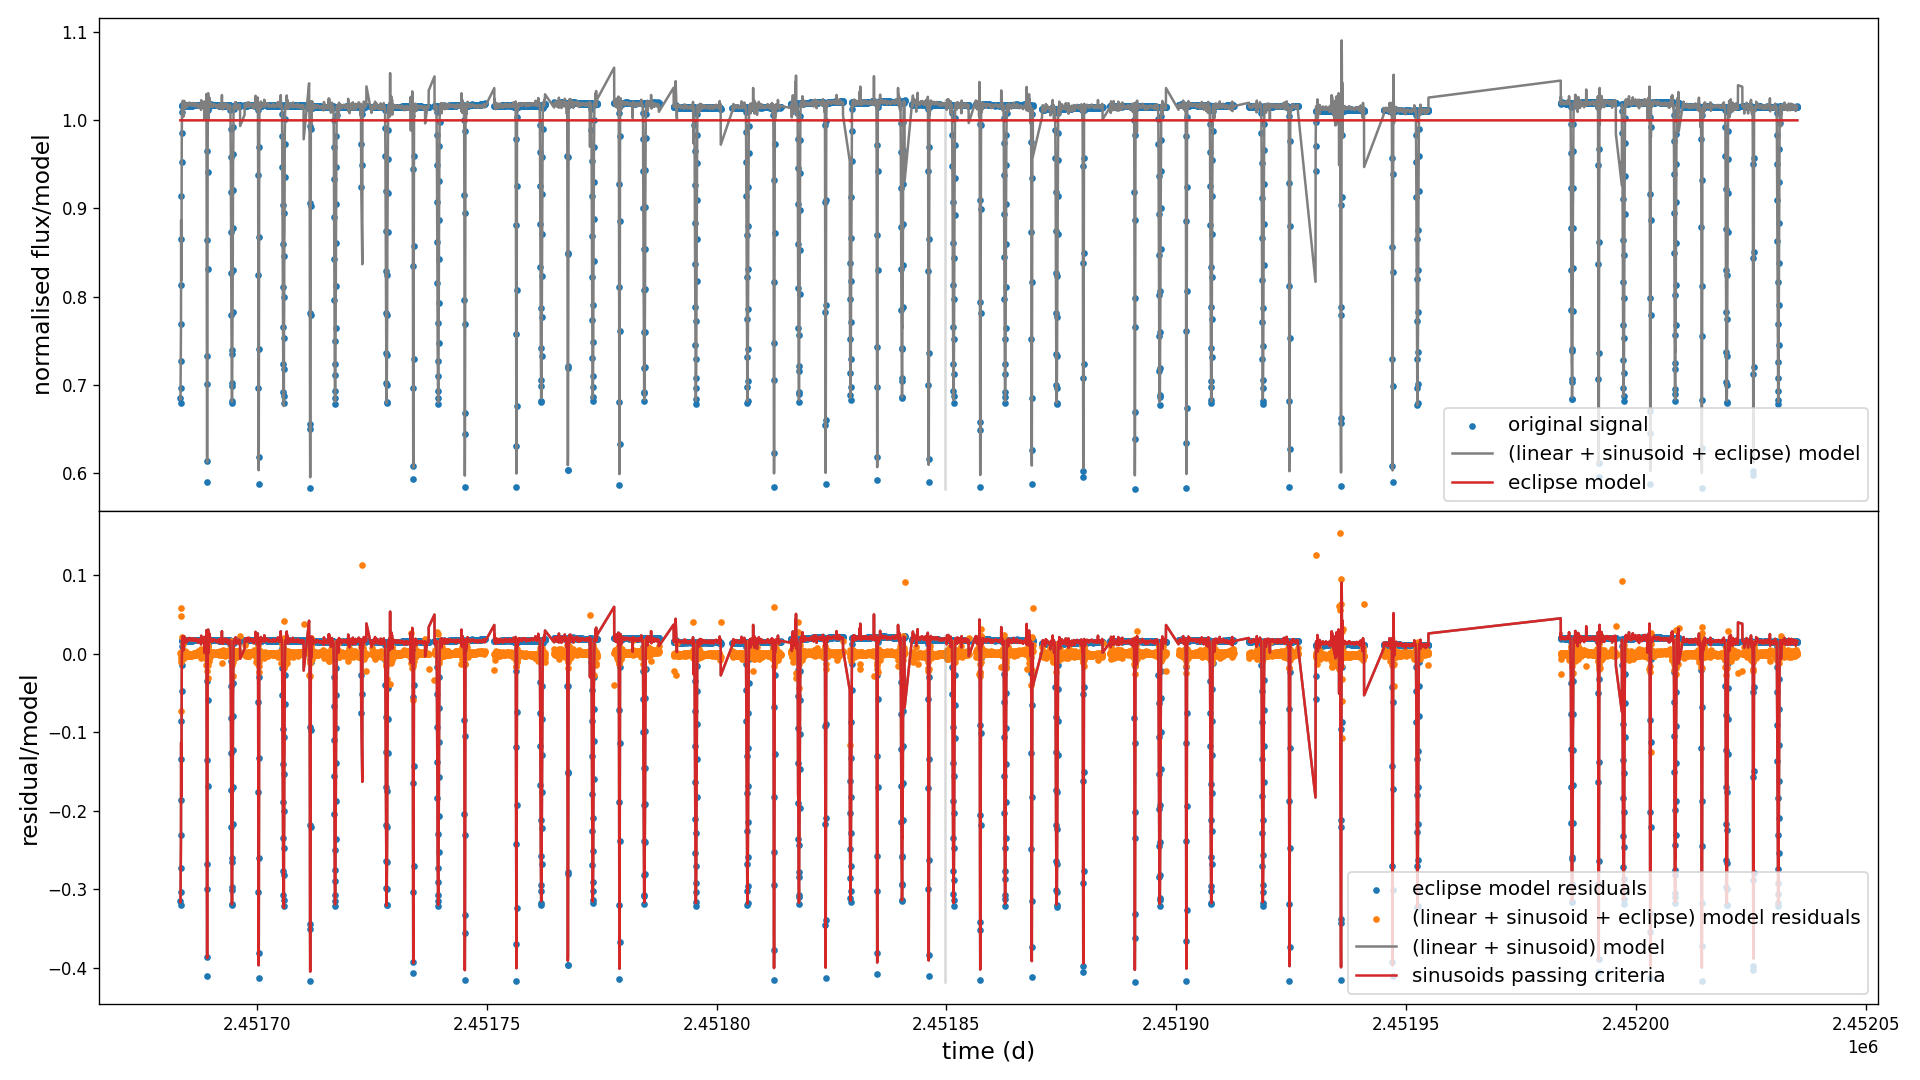 1.1
1.0
0.9
0.8
0.7
0.6
normalised flux/model
original signal
(linear + sinusoid + eclipse) model
eclipse model
0.1
0.0
−0.1
−0.2
−0.3
−0.4
residual/model
eclipse model residuals
(linear + sinusoid + eclipse) model residuals
(linear + sinusoid) model
sinusoids passing criteria
2.45170
2.45175
2.45180
2.45185
2.45190
2.45195
2.45200
2.45205
1e6
time (d)